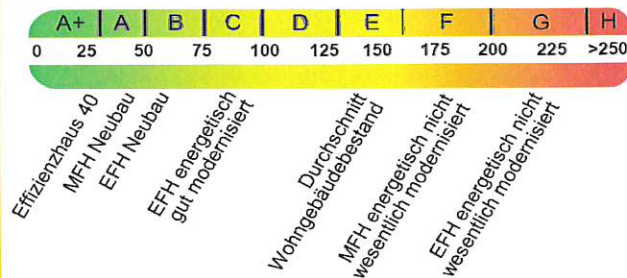 A+ A B C D E F G H
0 25 50 75 100 125 150 175 200 225 >250
Effizienzhaus 40
MFH Neubau
EFH Neubau
EFH energetisch
gut modernisiert
Durchschnitt
Wohngebäudebestand
MFH energetisch nicht
wesentlich modernisiert
EFH energetisch nicht
wesentlich modernisiert